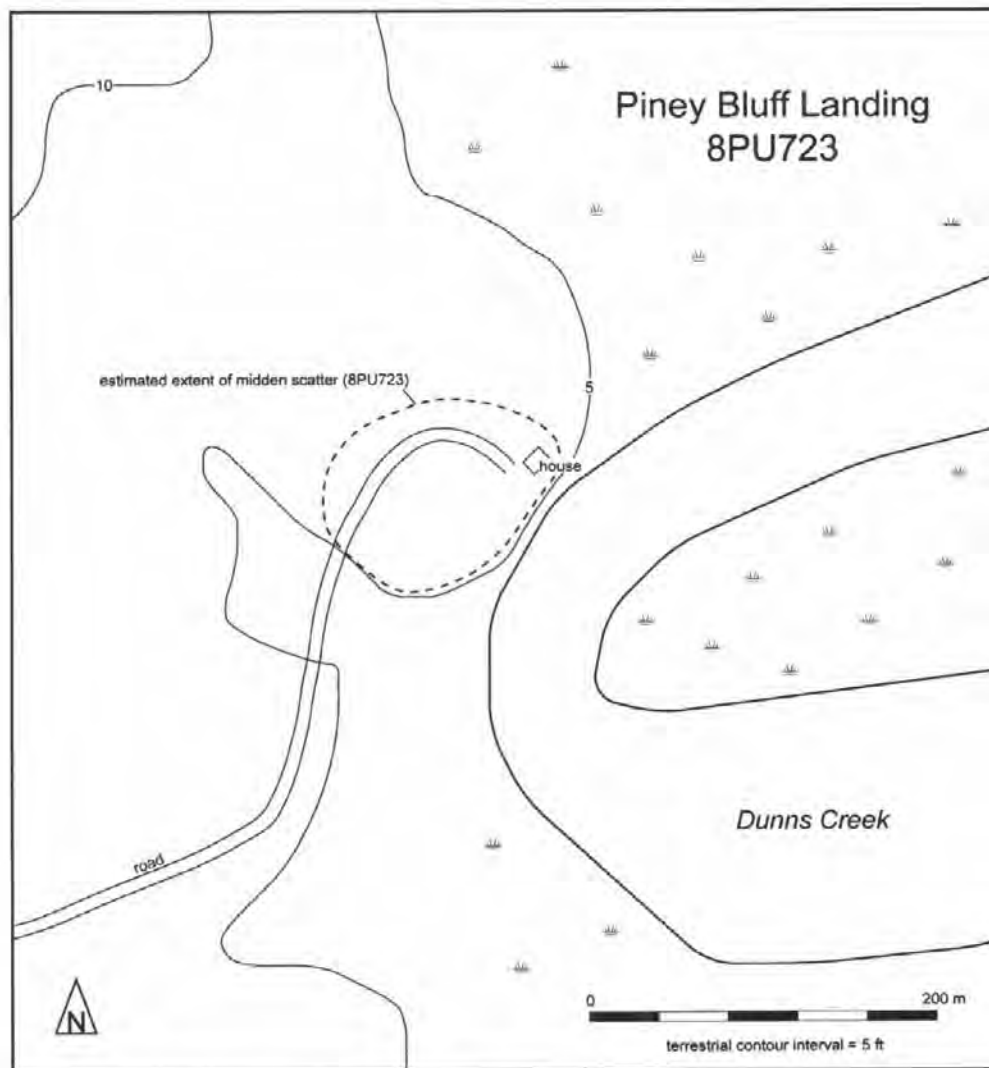 Piney Bluff Landing
8PU723
10
estimated extent of midden scatter (8PU723)
5
house
Dunns Creek
road
N
0 200 m
terrestrial contour interval = 5 ft